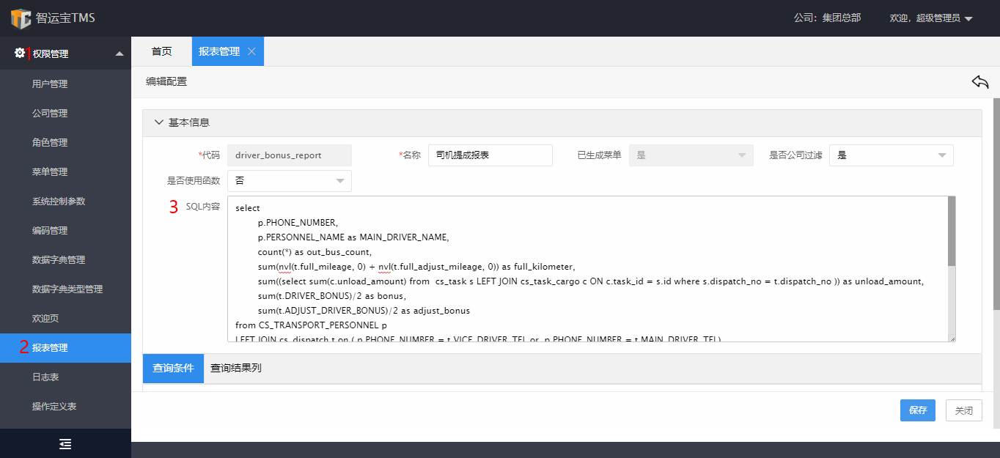 智运宝TMS
公司：集团总部
欢迎，超级管理员
1权限管理
用户管理
公司管理
角色管理
菜单管理
系统控制参数
编码管理
数据字典管理
数据字典类型管理
欢迎页
2 报表管理
日志表
操作定义表
首页
报表管理
编辑配置
基本信息
*代码 driver_bonus_report
*名称 司机提成报表
已生成菜单 是
是否公司过滤 是
是否使用函数 否
3 SQL内容
select
p.PHONE_NUMBER,
p.PERSONNEL_NAME as MAIN_DRIVER_NAME,
count(*) as out_bus_count,
sum(nvl(t.full_mileage, 0) + nvl(t.full_adjust_mileage, 0)) as full_kilometer,
sum((select sum(c.unload_amount) from  cs_task s LEFT JOIN cs_task_cargo c ON c.task_id = s.id where s.dispatch_no = t.dispatch_no )) as unload_amount,
sum(t.DRIVER_BONUS)/2 as bonus,
sum(t.ADJUST_DRIVER_BONUS)/2 as adjust_bonus
from CS_TRANSPORT_PERSONNEL p
LEFT JOIN cs_dispatch t on ( p.PHONE_NUMBER = t.VICE_DRIVER_TEL or  p.PHONE_NUMBER = t.MAIN_DRIVER_TEL)
查询条件
查询结果列
保存
关闭